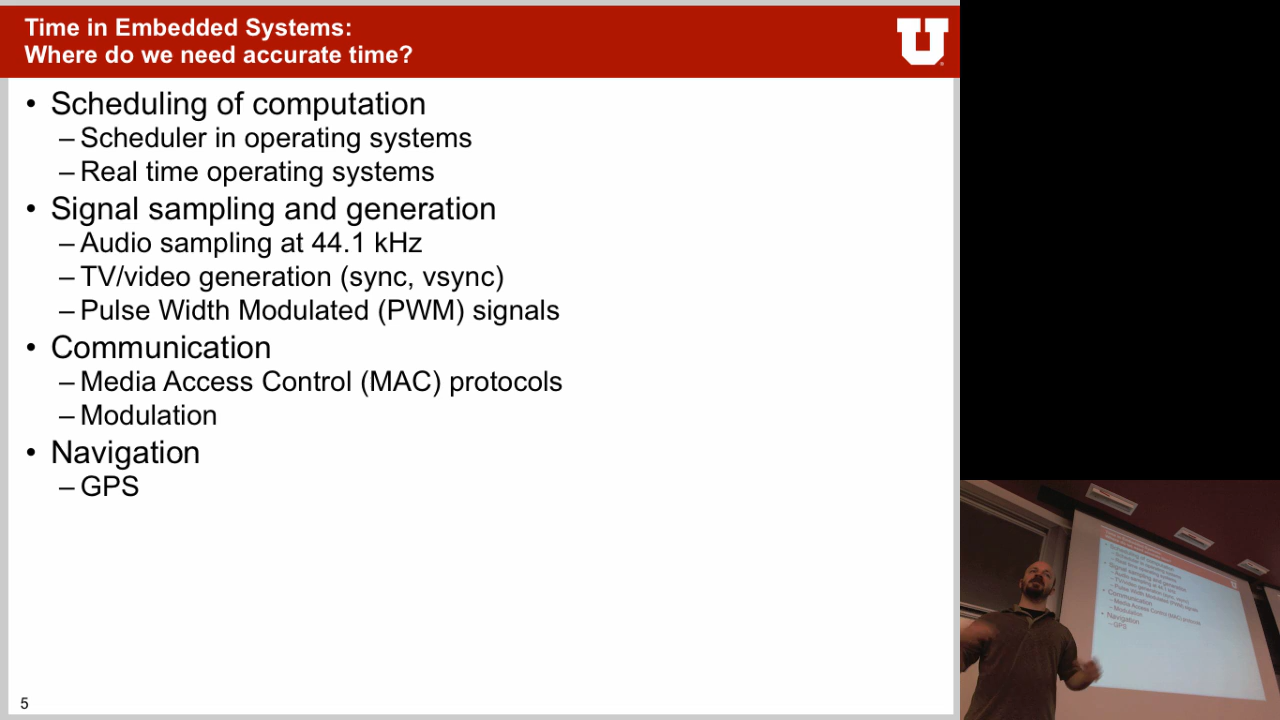 Time in Embedded Systems:
Where do we need accurate time?
U
• Scheduling of computation
– Scheduler in operating systems
– Real time operating systems
• Signal sampling and generation
– Audio sampling at 44.1 kHz
– TV/video generation (sync, vsync)
– Pulse Width Modulated (PWM) signals
• Communication
– Media Access Control (MAC) protocols
– Modulation
• Navigation
– GPS
5